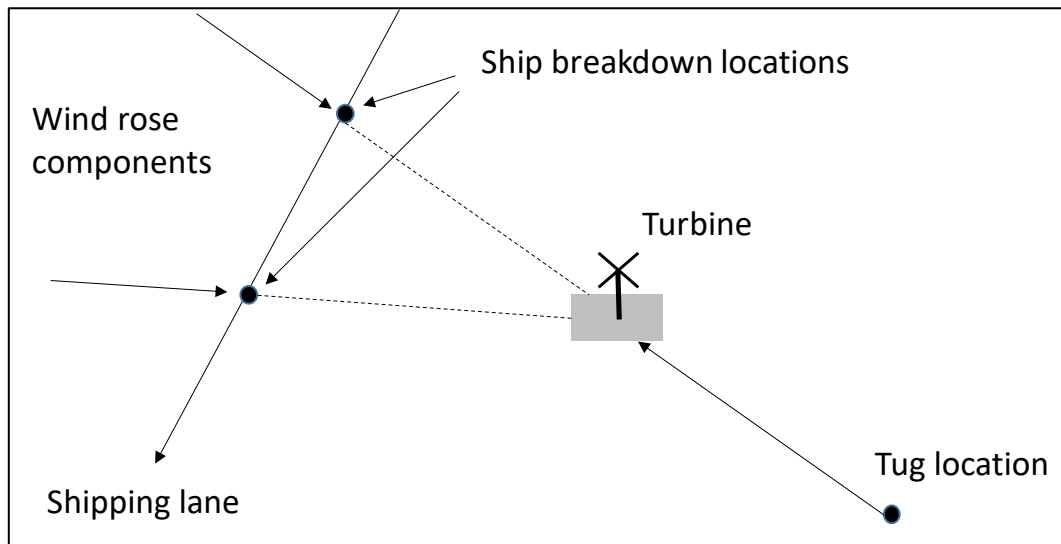 Ship breakdown locations
Wind rose
components
Turbine
Tug location
Shipping lane